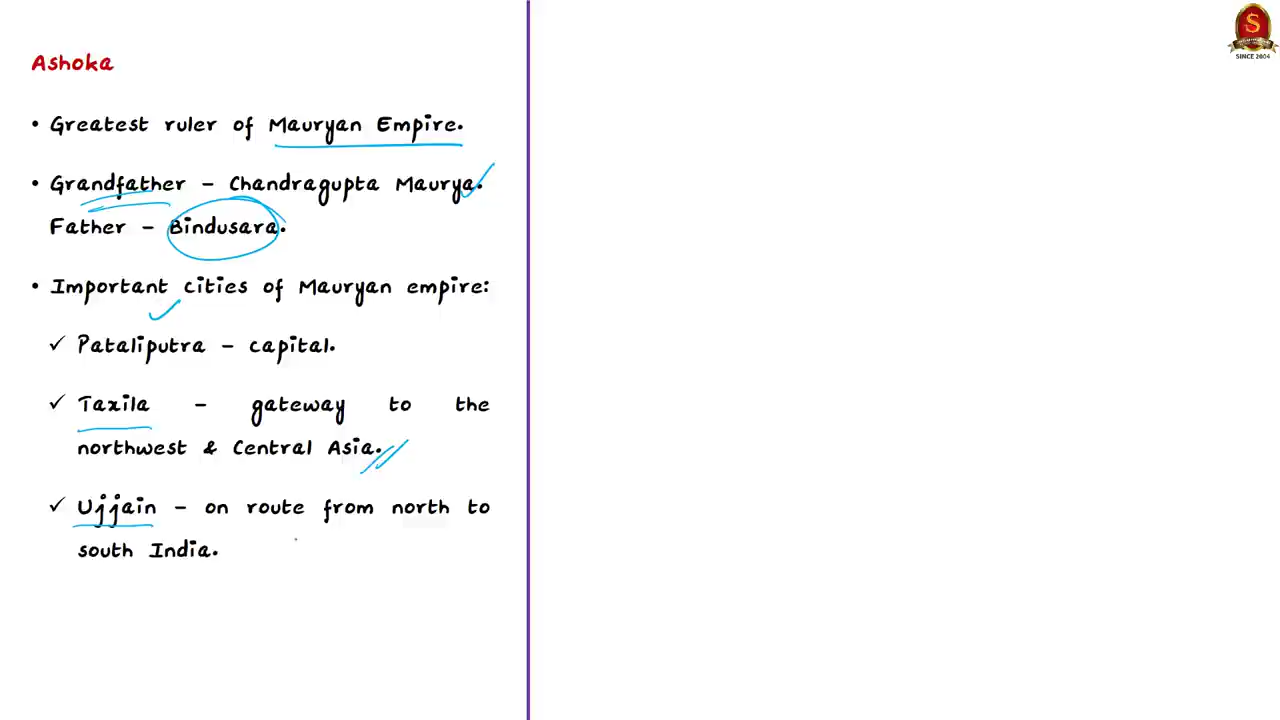 Ashoka
• Greatest ruler of Mauryan Empire.
• Grandfather – Chandragupta Maurya.
Father – Bindusara.
• Important cities of Mauryan empire:
✓ Pataliputra – capital.
✓ Taxila – gateway to the
northwest & Central Asia.
✓ Ujjain – on route from north to
south India.
S
SINCE 2004